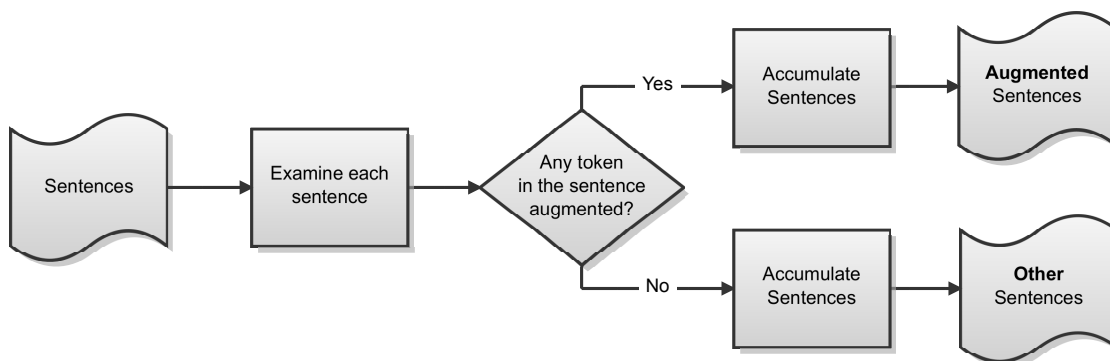 Sentences
Examine each
sentence
Any token
in the sentence
augmented?
Yes
Accumulate
Sentences
Augmented
Sentences
No
Accumulate
Sentences
Other
Sentences